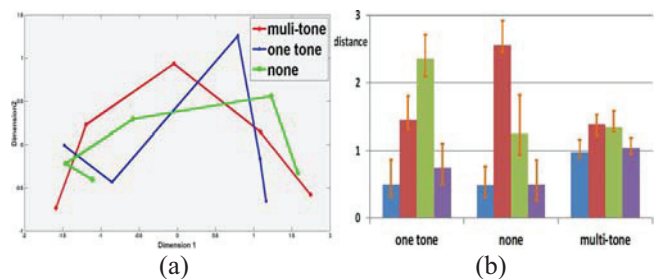 muli-tone
one tone
none
Dimension2
Dimension 1
(a)
distance
3
2
1
0
one tone
none
multi-tone
(b)